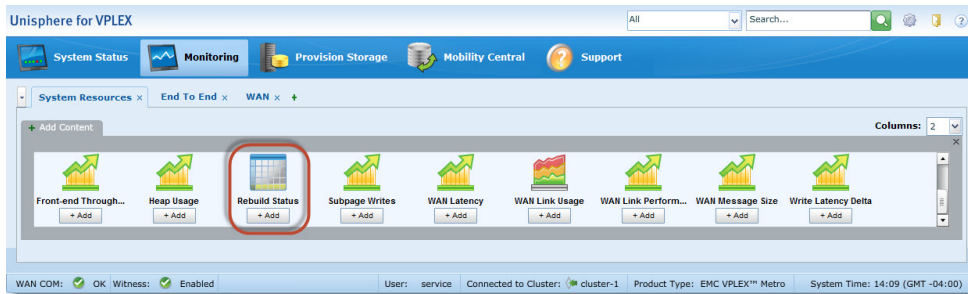 Unisphere for VPLEX
All
Search...
System Status
Monitoring
Provision Storage
Mobility Central
Support
System Resources x
End To End x
WAN x +
+ Add Content
Columns: 2
Front-end Through...
Heap Usage
Rebuild Status
Subpage Writes
WAN Latency
WAN Link Usage
WAN Link Perform...
WAN Message Size
Write Latency Delta
+ Add
+ Add
+ Add
+ Add
+ Add
+ Add
+ Add
+ Add
+ Add
WAN COM: OK Witness: Enabled
User: service
Connected to Cluster: cluster-1
Product Type: EMC VPLEX™ Metro
System Time: 14:09 (GMT -04:00)